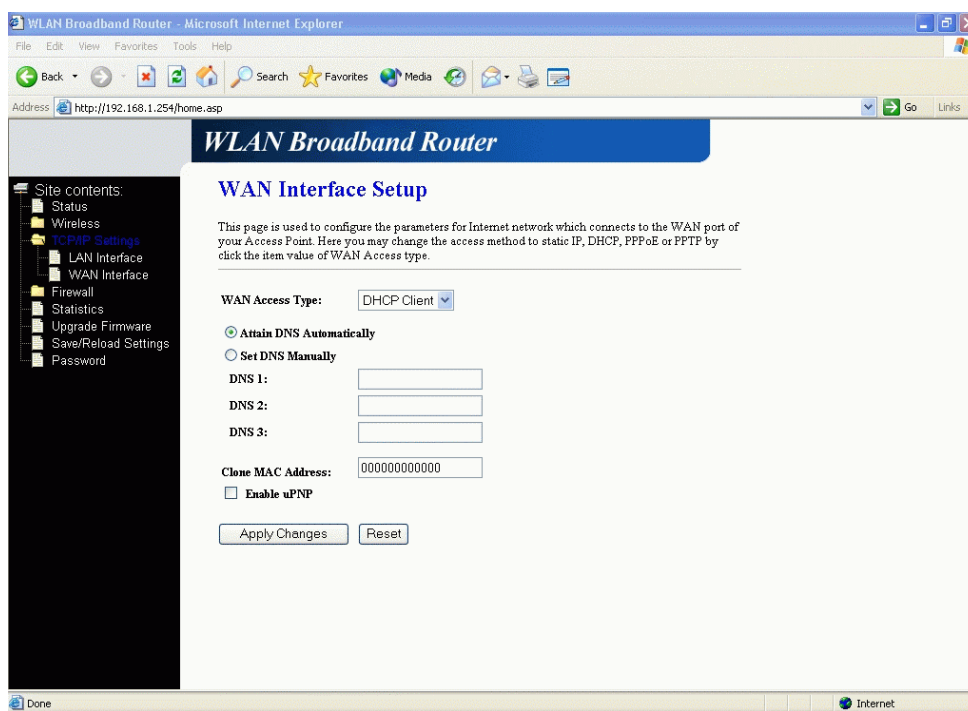 WLAN Broadband Router - Microsoft Internet Explorer
File Edit View Favorites Tools Help
Back Search Favorites Media
Address http://192.168.1.254/home.asp Go Links
WLAN Broadband Router
Site contents:
Status
Wireless
TCP/IP Settings
LAN Interface
WAN Interface
Firewall
Statistics
Upgrade Firmware
Save/Reload Settings
Password
WAN Interface Setup
This page is used to configure the parameters for Internet network which connects to the WAN port of
your Access Point. Here you may change the access method to static IP, DHCP, PPPoE or PPTP by
click the item value of WAN Access type.
WAN Access Type: DHCP Client
Attain DNS Automatically
Set DNS Manually
DNS 1:
DNS 2:
DNS 3:
Clone MAC Address: 000000000000
Enable uPNP
Apply Changes Reset
Done Internet